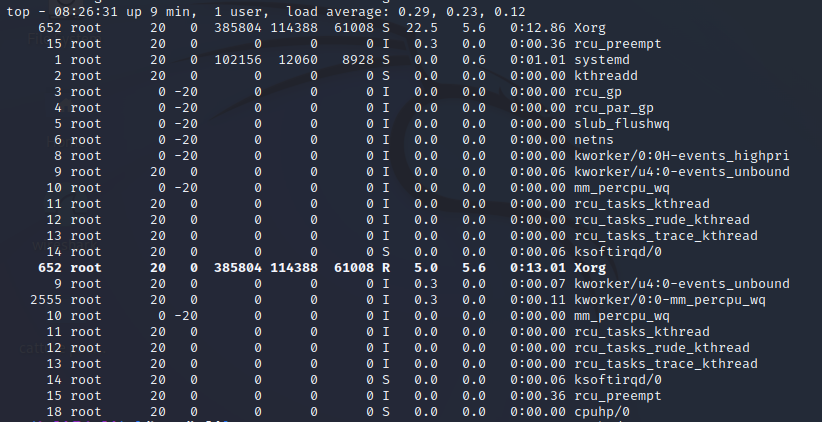 top - 08:26:31 up 9 min,  1 user,  load average: 0.29, 0.23, 0.12
652 root      20   0  385804 114388  61008 S  22.5   5.6   0:12.86 Xorg
15 root      20   0       0      0      0 I   0.3   0.0   0:00.36 rcu_preempt
1 root      20   0  102156  12060   8928 S   0.0   0.6   0:01.01 systemd
2 root      20   0       0      0      0 S   0.0   0.0   0:00.00 kthreadd
3 root       0 -20       0      0      0 I   0.0   0.0   0:00.00 rcu_gp
4 root       0 -20       0      0      0 I   0.0   0.0   0:00.00 rcu_par_gp
5 root       0 -20       0      0      0 I   0.0   0.0   0:00.00 slub_flushwq
6 root       0 -20       0      0      0 I   0.0   0.0   0:00.00 netns
8 root       0 -20       0      0      0 I   0.0   0.0   0:00.00 kworker/0:0H-events_highpri
9 root      20   0       0      0      0 I   0.0   0.0   0:00.06 kworker/u4:0-events_unbound
10 root       0 -20       0      0      0 I   0.0   0.0   0:00.00 mm_percpu_wq
11 root      20   0       0      0      0 I   0.0   0.0   0:00.00 rcu_tasks_kthread
12 root      20   0       0      0      0 I   0.0   0.0   0:00.00 rcu_tasks_rude_kthread
13 root      20   0       0      0      0 I   0.0   0.0   0:00.00 rcu_tasks_trace_kthread
14 root      20   0       0      0      0 S   0.0   0.0   0:00.06 ksoftirqd/0
652 root      20   0  385804 114388  61008 R   5.0   5.6   0:13.01 Xorg
9 root      20   0       0      0      0 I   0.3   0.0   0:00.07 kworker/u4:0-events_unbound
2555 root      20   0       0      0      0 I   0.3   0.0   0:00.11 kworker/0:0-mm_percpu_wq
10 root       0 -20       0      0      0 I   0.0   0.0   0:00.00 mm_percpu_wq
11 root      20   0       0      0      0 I   0.0   0.0   0:00.00 rcu_tasks_kthread
12 root      20   0       0      0      0 I   0.0   0.0   0:00.00 rcu_tasks_rude_kthread
13 root      20   0       0      0      0 I   0.0   0.0   0:00.00 rcu_tasks_trace_kthread
14 root      20   0       0      0      0 S   0.0   0.0   0:00.06 ksoftirqd/0
15 root      20   0       0      0      0 I   0.0   0.0   0:00.36 rcu_preempt
18 root      20   0       0      0      0 S   0.0   0.0   0:00.00 cpuhp/0